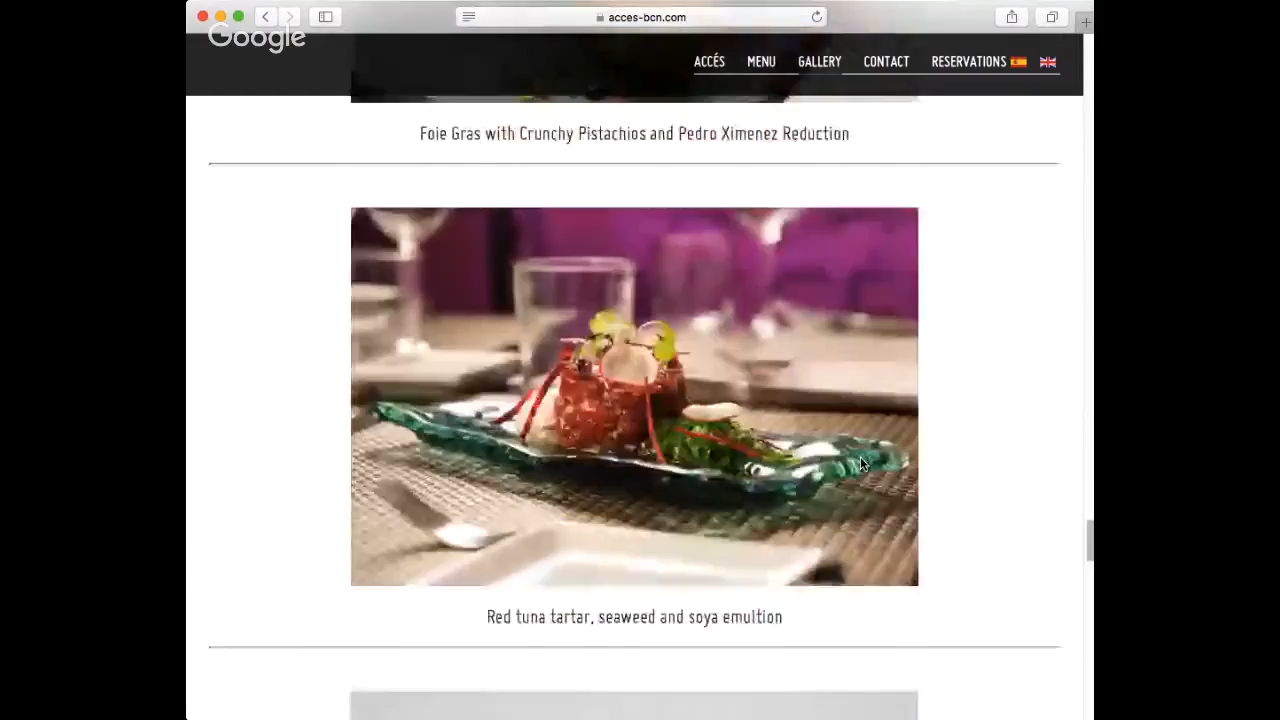 acces-bcn.com
Google
ACCÉS MENU GALLERY CONTACT RESERVATIONS
Foie Gras with Crunchy Pistachios and Pedro Ximenez Reduction
Red tuna tartar, seaweed and soya emultion